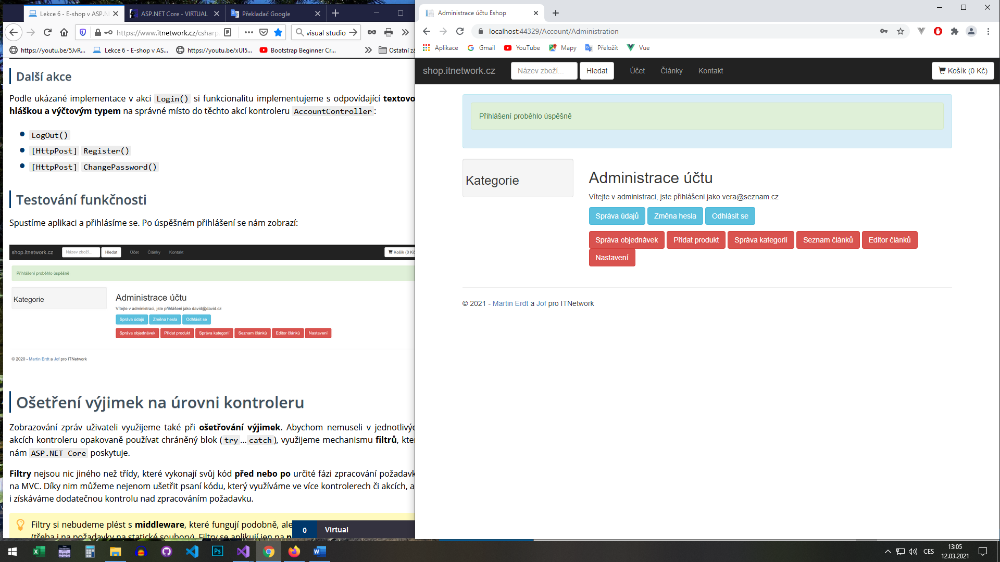 Lekce 6 - E-shop v ASP.N
ASP.NET Core - VIRTUAL
Překladač Google
https://www.itnetwork.cz/csharp
visual studio
https://youtu.be/5JvR...
Lekce 6 - E-shop v AS...
https://youtu.be/xUI5...
Bootstrap Beginner Cr...
Ostatní zá
Další akce
Podle ukázané implementace v akci Login() si funkcionalitu implementujeme s odpovídající textovo
hláškou a výčtovým typem na správné místo do těchto akcí kontroleru AccountController:
LogOut()
[HttpPost] Register()
[HttpPost] ChangePassword()
Testování funkčnosti
Spustíme aplikaci a přihlásíme se. Po úspěšném přihlášení se nám zobrazí:
shop.itnetwork.cz
Název zboží...
Hledat
Účet
Články
Kontakt
Košík (0 Kč
Přihlášení proběhlo úspěšně
Kategorie
Administrace účtu
Vítejte v administraci, jste přihlášeni jako david@david.cz
Správa údajů
Změna hesla
Odhlásit se
Správa objednávek
Přidat produkt
Správa kategorií
Seznam článků
Editor článků
Nastavení
© 2020 - Martin Erdt a Jof pro ITNetwork
Ošetření výjimek na úrovni kontroleru
Zobrazování zpráv uživateli využijeme také při ošetřování výjimek. Abychom nemuseli v jednotlivýc
akcích kontroleru opakovaně používat chráněný blok (try...catch), využijeme mechanismu filtrů, kte
nám ASP.NET Core poskytuje.
Filtry nejsou nic jiného než třídy, které vykonají svůj kód před nebo po určité fázi zpracování požadavk
na MVC. Díky nim můžeme nejenom ušetřit psaní kódu, který využíváme ve více kontrolerech či akcích, a
i získáváme dodatečnou kontrolu nad zpracováním požadavku.
Filtry si nebudeme plést s middleware, které fungují podobně, ale
(třeba i na požadavky na statické soubory). Filtry se aplikují jen na p
0
Virtual
Administrace účtu Eshop
localhost:44329/Account/Administration
Aplikace
Gmail
YouTube
Mapy
Přeložit
Vue
shop.itnetwork.cz
Název zboží...
Hledat
Účet
Články
Kontakt
Košík (0 Kč)
Přihlášení proběhlo úspěšně
Kategorie
Administrace účtu
Vítejte v administraci, jste přihlášeni jako vera@seznam.cz
Správa údajů
Změna hesla
Odhlásit se
Správa objednávek
Přidat produkt
Správa kategorií
Seznam článků
Editor článků
Nastavení
© 2021 - Martin Erdt a Jof pro ITNetwork
CES
13:05
12.03.2021